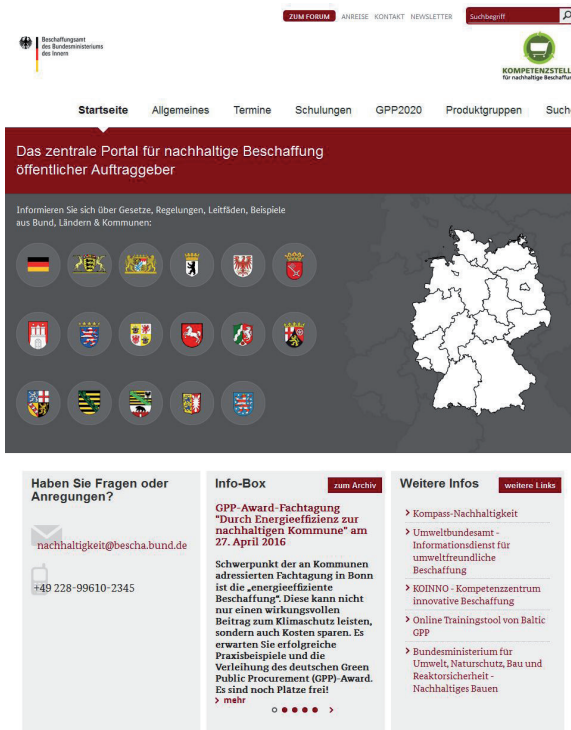 ZUM FORUM ANREISE KONTAKT NEWSLETTER Suchbegriff
Beschaffungsamt
des Bundesministeriums
des Innern
KOMPETENZSTELL
für nachhaltige Beschaffu
Startseite Allgemeines Termine Schulungen GPP2020 Produktgruppen Such
Das zentrale Portal für nachhaltige Beschaffung
öffentlicher Auftraggeber
Informieren Sie sich über Gesetze, Regelungen, Leitfäden, Beispiele
aus Bund, Ländern & Kommunen:
Haben Sie Fragen oder
Anregungen?
nachhaltigkeit@bescha.bund.de
+49 228-99610-2345
Info-Box zum Archiv
GPP-Award-Fachtagung
"Durch Energieeffizienz zur
nachhaltigen Kommune" am
27. April 2016
Schwerpunkt der an Kommunen
adressierten Fachtagung in Bonn
ist die „energieeffiziente
Beschaffung". Diese kann nicht
nur einen wirkungsvollen
Beitrag zum Klimaschutz leisten,
sondern auch Kosten sparen. Es
erwarten Sie erfolgreiche
Praxisbeispiele und die
Verleihung des deutschen Green
Public Procurement (GPP)-Award.
Es sind noch Plätze frei!
> mehr
Weitere Infos weitere Links
> Kompass-Nachhaltigkeit
> Umweltbundesamt -
Informationsdienst für
umweltfreundliche
Beschaffung
> KOINNO - Kompetenzzentrum
innovative Beschaffung
> Online Trainingstool von Baltic
GPP
> Bundesministerium für
Umwelt, Naturschutz, Bau und
Reaktorsicherheit -
Nachhaltiges Bauen